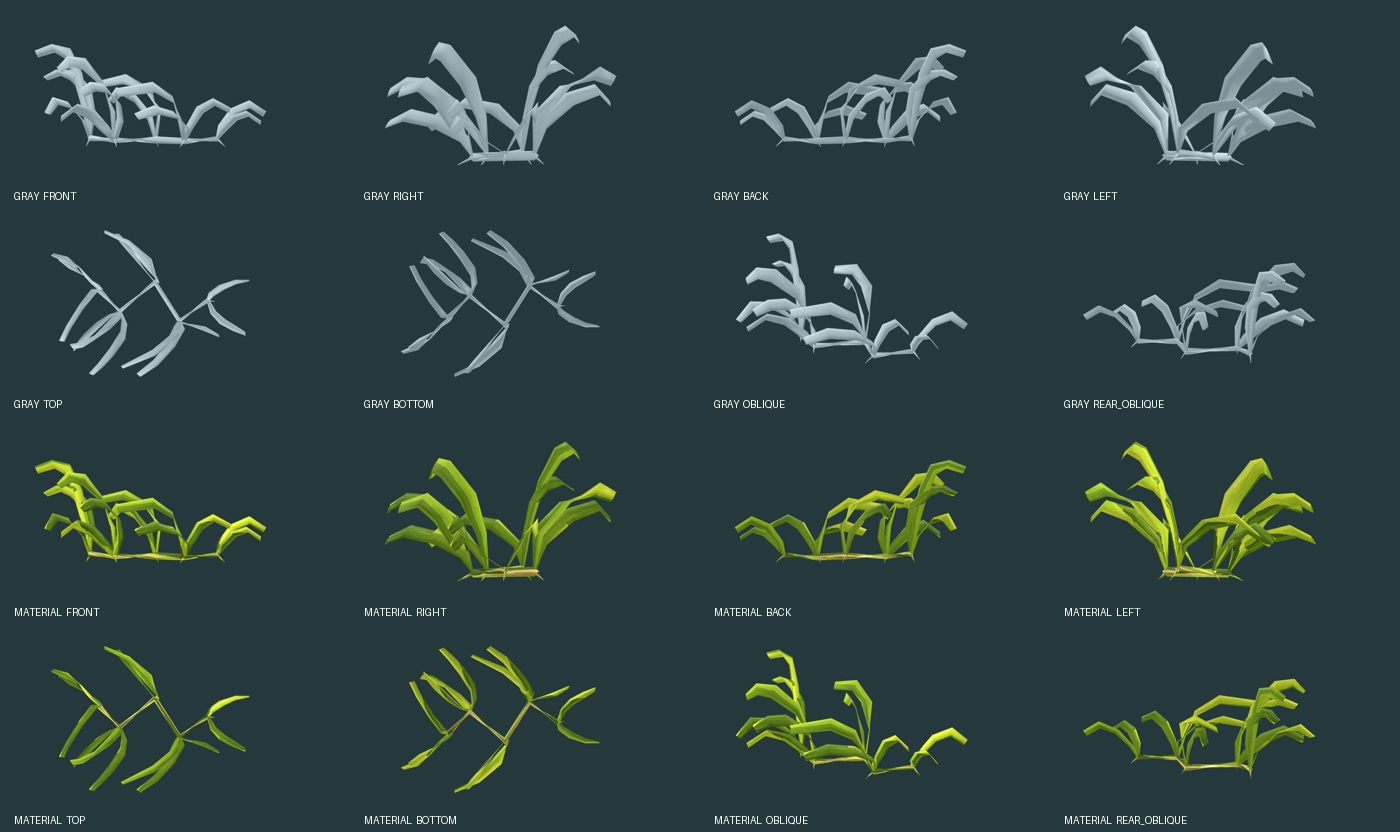 GRAY FRONT
GRAY RIGHT
GRAY BACK
GRAY LEFT
GRAY TOP
GRAY BOTTOM
GRAY OBLIQUE
GRAY REAR_OBLIQUE
MATERIAL FRONT
MATERIAL RIGHT
MATERIAL BACK
MATERIAL LEFT
MATERIAL TOP
MATERIAL BOTTOM
MATERIAL OBLIQUE
MATERIAL REAR_OBLIQUE